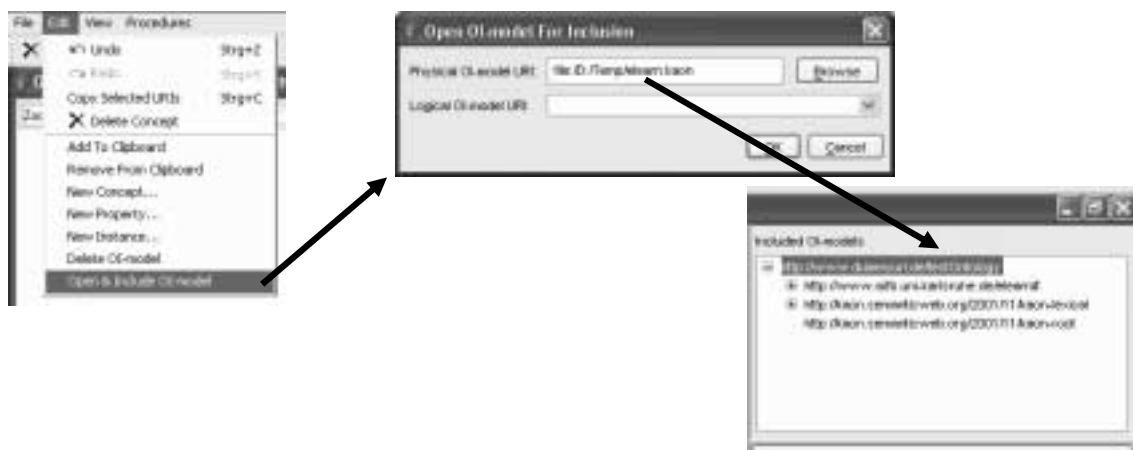 File Edit View Procedures
Undo Strg+Z
Redo
Copy Selected URIs Strg+C
Delete Concept
Add To Clipboard
Remove From Clipboard
New Concept...
New Property...
New Instance...
Delete OI-model
Open & Include OI-model
Open OI-model For Inclusion
Physical OI-model URI: Browse
Logical OI-model URI:
OK Cancel
Included OI-models
http://kaon.semanticweb.org/2001/11/kaon-lexical
http://kaon.semanticweb.org/2001/11/kaon-root